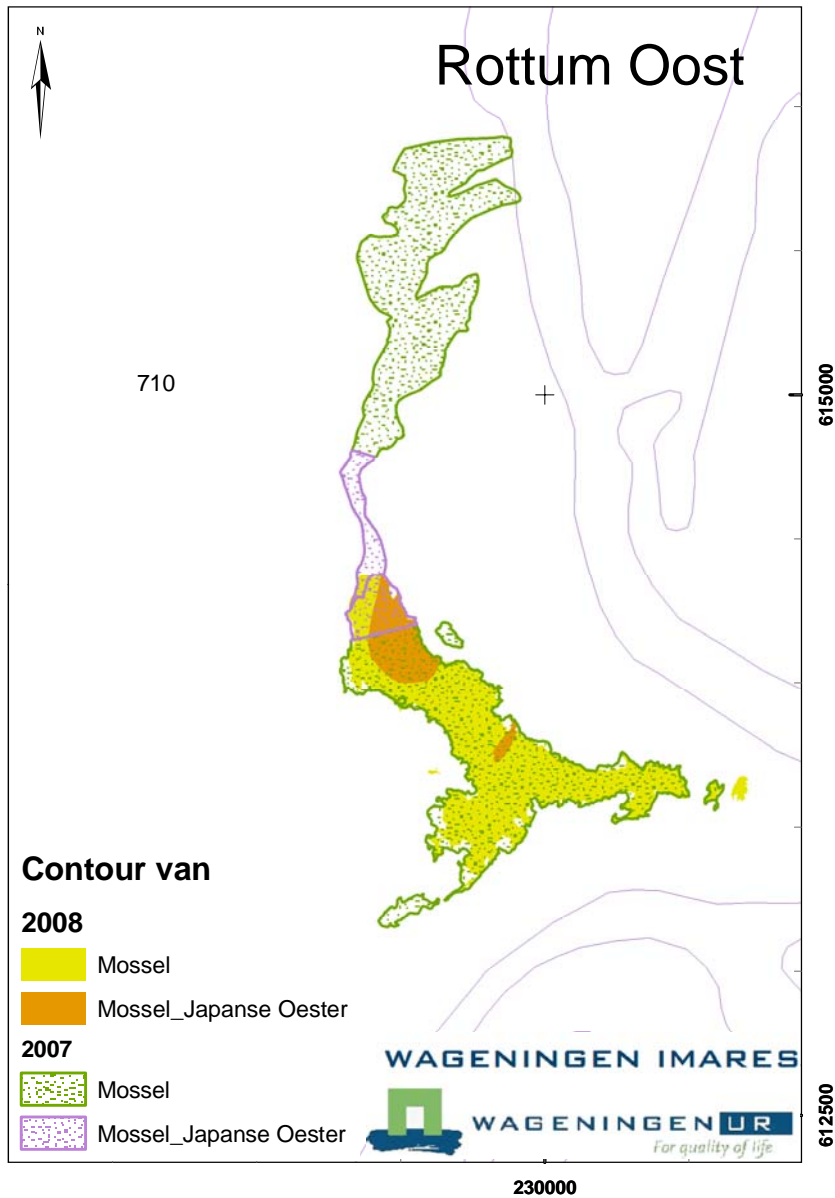 N
Rottum Oost
710
615000
Contour van
2008
Mossel
Mossel_Japanse Oester
2007
Mossel
Mossel_Japanse Oester
WAGENINGEN IMARES
WAGENINGEN UR
For quality of life
612500
230000